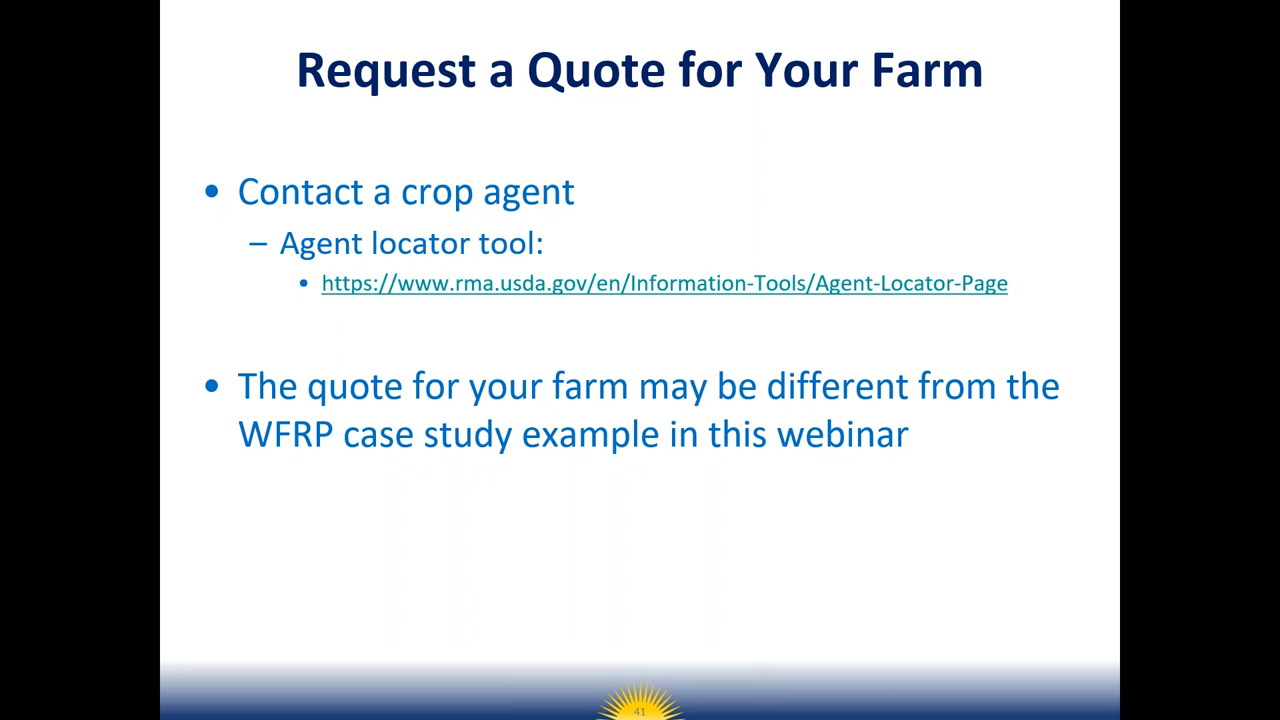 Request a Quote for Your Farm
• Contact a crop agent
– Agent locator tool:
• https://www.rma.usda.gov/en/Information-Tools/Agent-Locator-Page
• The quote for your farm may be different from the
WFRP case study example in this webinar
41